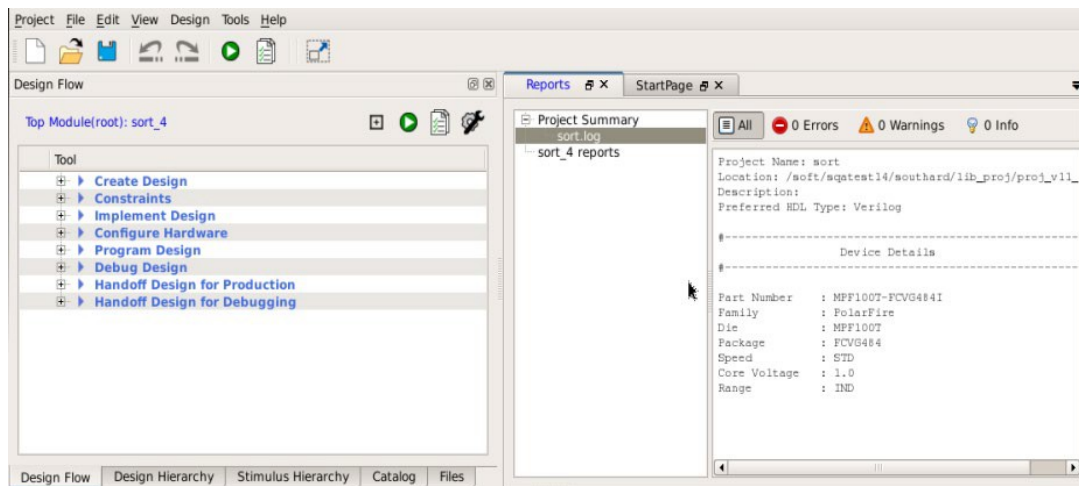 Project File Edit View Design Tools Help
Design Flow
Top Module(root): sort_4
Tool
Create Design
Constraints
Implement Design
Configure Hardware
Program Design
Debug Design
Handoff Design for Production
Handoff Design for Debugging
Design Flow Design Hierarchy Stimulus Hierarchy Catalog Files
Reports StartPage
Project Summary
sort.log
sort_4 reports
All 0 Errors 0 Warnings 0 Info
Project Name: sort
Location: /soft/sqatest14/southard/lib_proj/proj_v11_
Description:
Preferred HDL Type: Verilog
#--------------------------------------------------
Device Details
#--------------------------------------------------
Part Number : MPF100T-FCVG484I
Family : PolarFire
Die : MPF100T
Package : FCVG484
Speed : STD
Core Voltage : 1.0
Range : IND